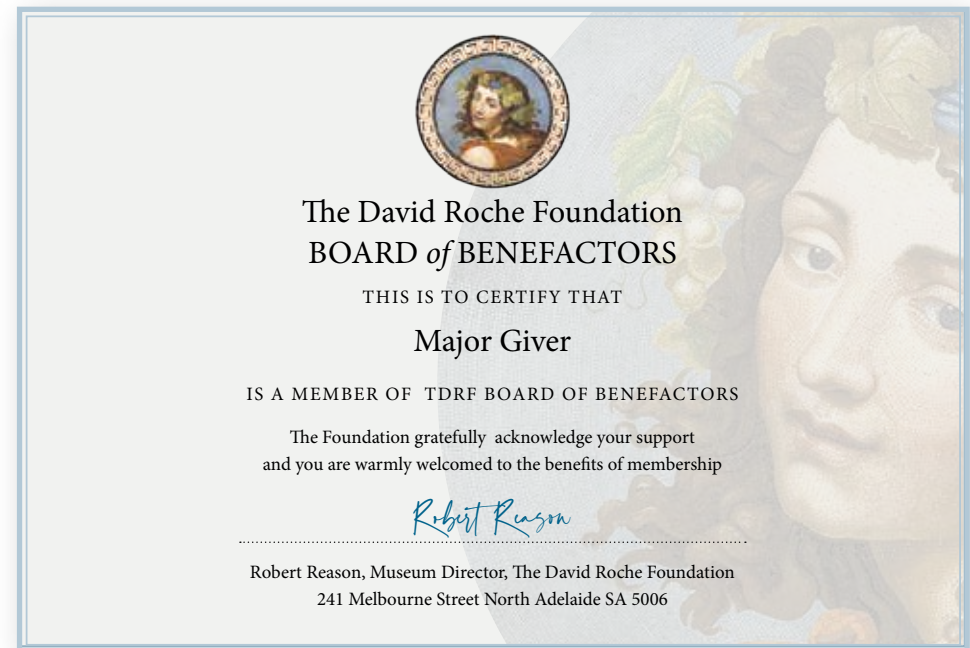 The David Roche Foundation
BOARD of BENEFACTORS
THIS IS TO CERTIFY THAT
Major Giver
IS A MEMBER OF  TDRF BOARD OF BENEFACTORS
The Foundation gratefully  acknowledge your support
and you are warmly welcomed to the benefits of membership
Robert Reason
Robert Reason, Museum Director, The David Roche Foundation
241 Melbourne Street North Adelaide SA 5006